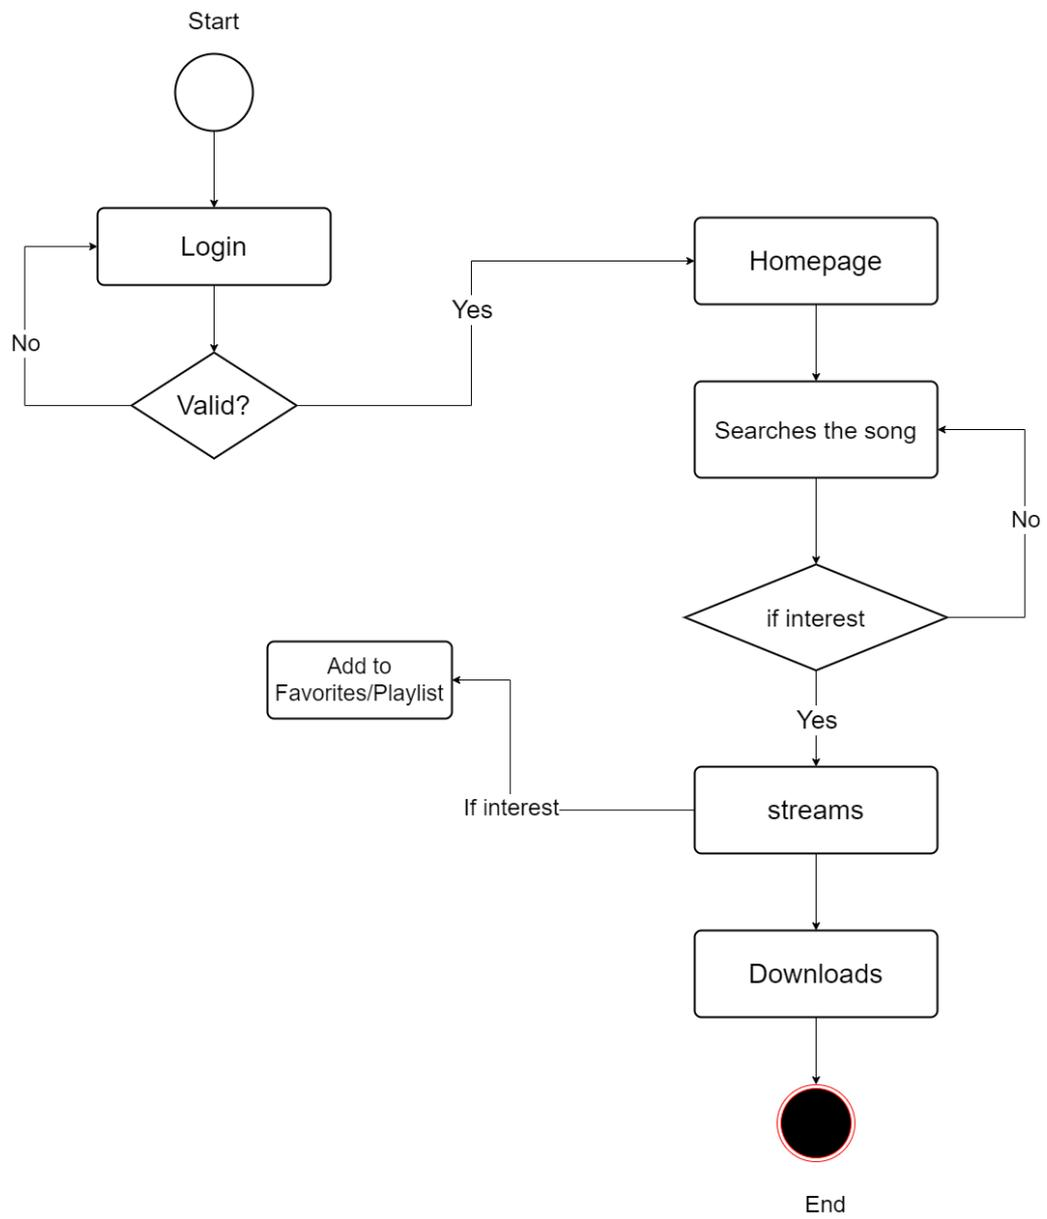 Start
Login
No
Valid?
Yes
Homepage
Searches the song
No
if interest
Yes
Add to
Favorites/Playlist
If interest
streams
Downloads
End